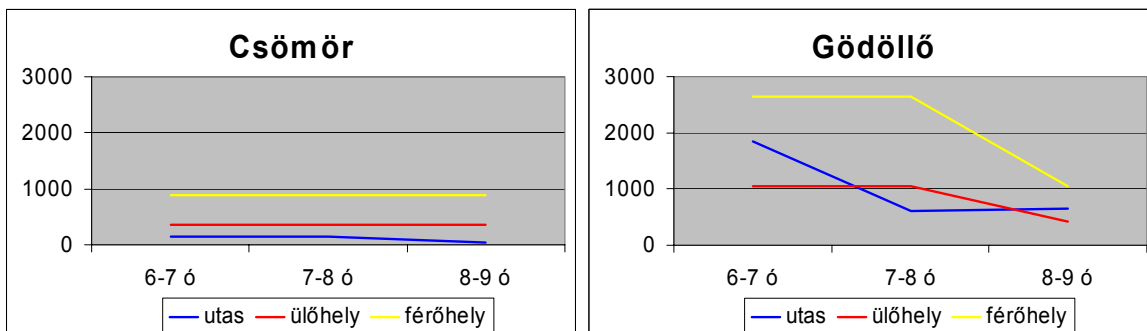 Csömör
3000
2000
1000
0
6-7 ó 7-8 ó 8-9 ó
utas ülőhely férőhely
Gödöllő
3000
2000
1000
0
6-7 ó 7-8 ó 8-9 ó
utas ülőhely férőhely